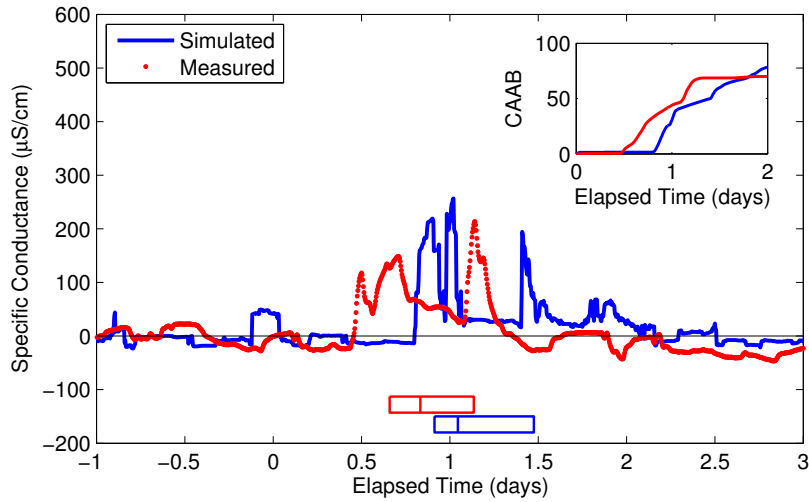 600
500
400
300
200
100
0
−100
−200
Specific Conductance (μS/cm)
Simulated
Measured
100
50
0
CAAB
0 1 2
Elapsed Time (days)
−1 −0.5 0 0.5 1 1.5 2 2.5 3
Elapsed Time (days)